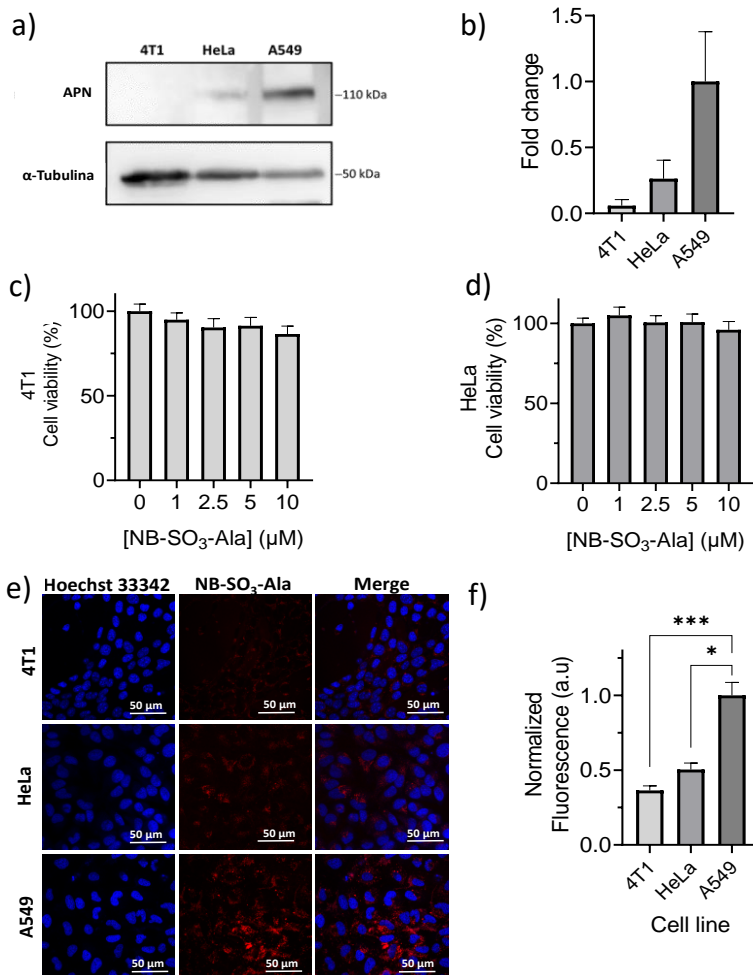 a)
4T1 HeLa A549
APN
–110 kDa
α-Tubulina
–50 kDa
b)
Fold change
1.5
1.0
0.5
0.0
4T1
HeLa
A549
c)
4T1
Cell viability (%;
100
50
0
0 1 2.5 5 10
[NB-SO₃-Ala] (µM)
d)
HeLa
Cell viability (%)
100
50
0
0 1 2.5 5 10
[NB-SO₃-Ala] (µM)
e)
Hoechst 33342 NB-SO₃-Ala Merge
4T1
50 µm 50 µm 50 µm
HeLa
50 µm 50 µm 50 µm
A549
50 µm 50 µm 50 µm
f)
***
*
Normalized
Fluorescence (a.u)
1.0
0.5
0.0
4T1
HeLa
A549
Cell line